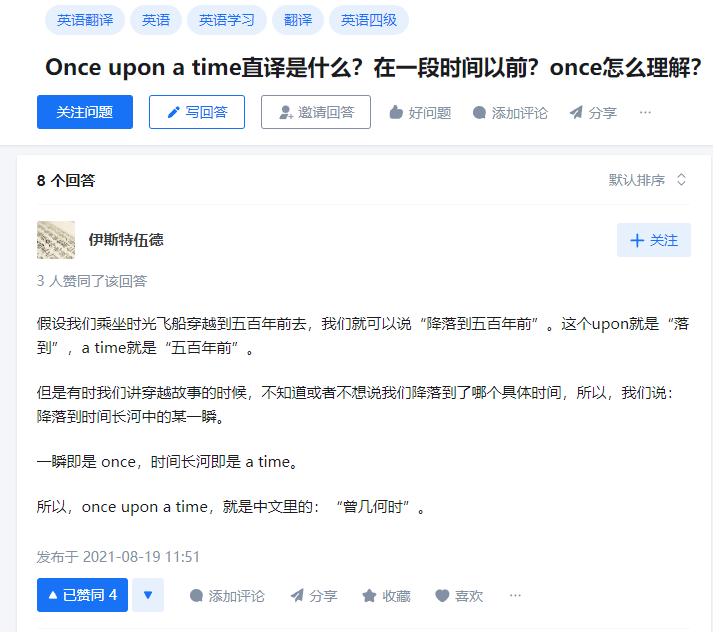 英语翻译 英语 英语学习 翻译 英语四级
Once upon a time直译是什么？在一段时间以前？once怎么理解？
关注问题 写回答 邀请回答 好问题 添加评论 分享 ···
8 个回答 默认排序
伊斯特伍德 + 关注
3 人赞同了该回答
假设我们乘坐时光飞船穿越到五百年前去，我们就可以说“降落到五百年前”。这个upon就是“落
到”，a time就是“五百年前”。
但是有时我们讲穿越故事的时候，不知道或者不想说我们降落到了哪个具体时间，所以，我们说：
降落到时间长河中的某一瞬。
一瞬即是 once，时间长河即是 a time。
所以，once upon a time，就是中文里的：“曾几何时”。
发布于 2021-08-19 11:51
已赞同 4 添加评论 分享 收藏 喜欢 ···